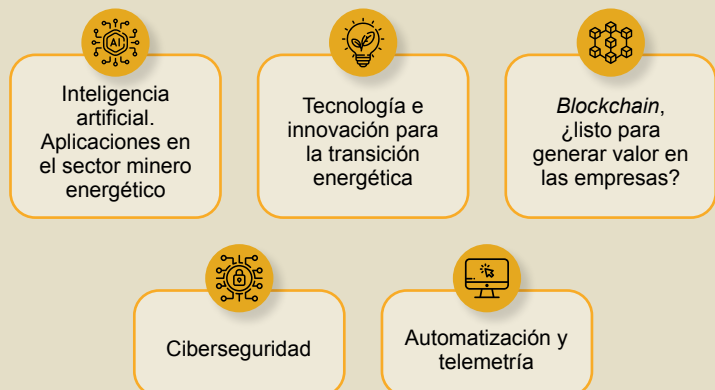 AI
Inteligencia
artificial.
Aplicaciones en
el sector minero
energético
Tecnología e
innovación para
la transición
energética
Blockchain,
¿listo para
generar valor en
las empresas?
Ciberseguridad
Automatización y
telemetría